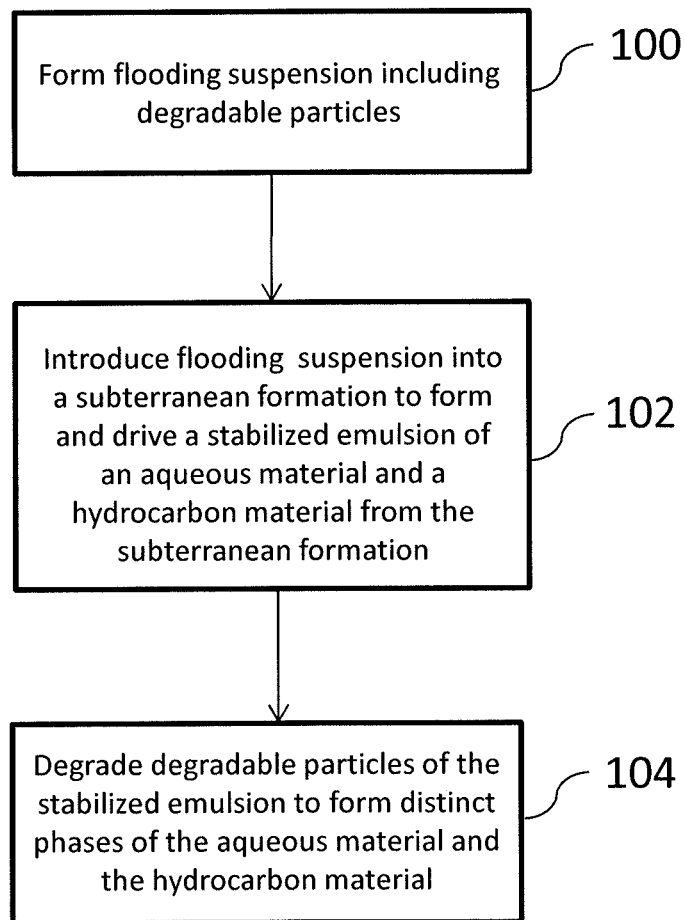 Form flooding suspension including
degradable particles
100
Introduce flooding suspension into
a subterranean formation to form
and drive a stabilized emulsion of
an aqueous material and a
hydrocarbon material from the
subterranean formation
102
Degrade degradable particles of the
stabilized emulsion to form distinct
phases of the aqueous material and
the hydrocarbon material
104